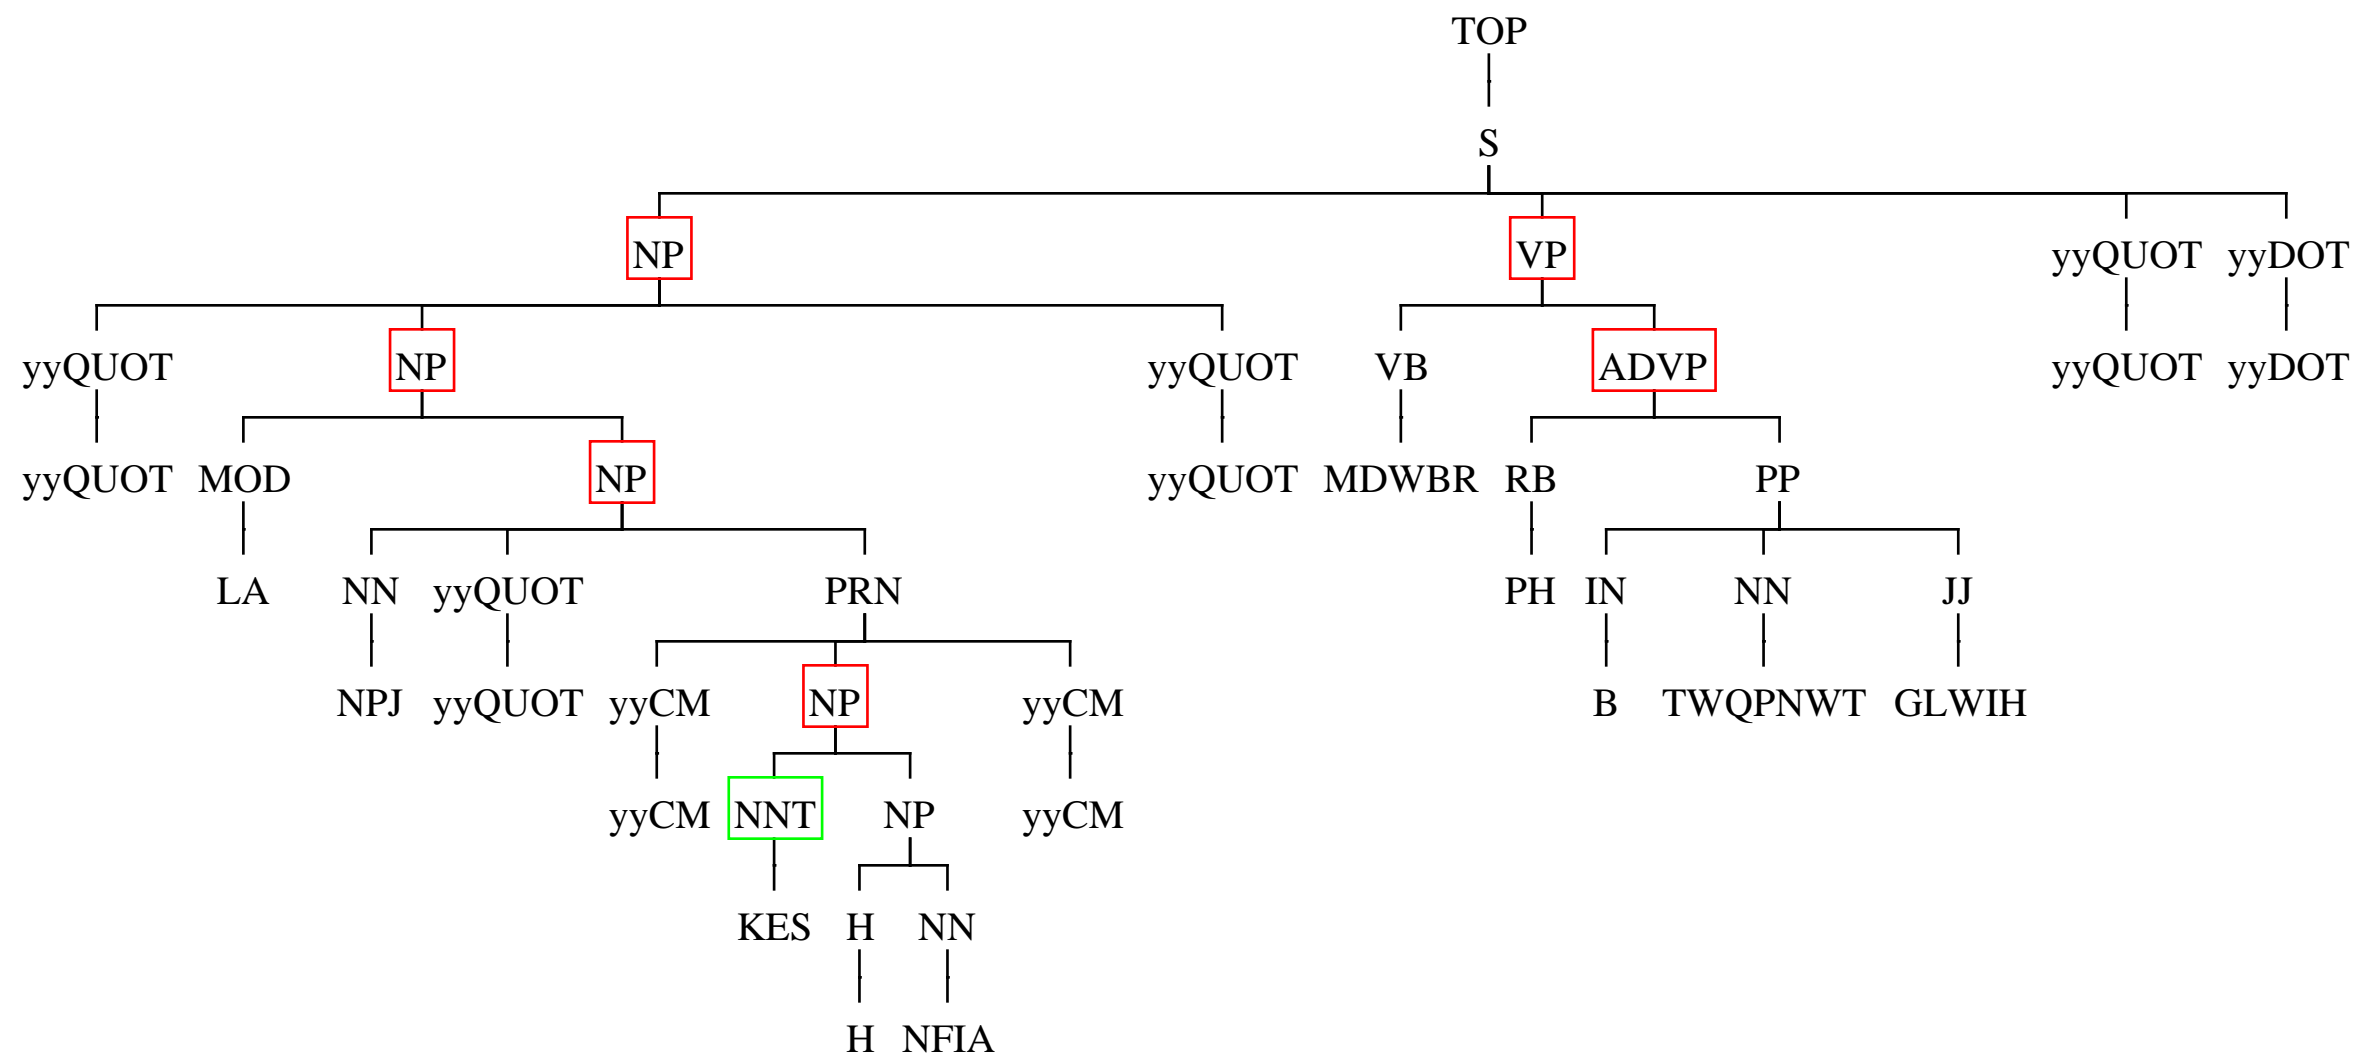 TOP
S
NP VP yyQUOT yyDOT
yyQUOT NP yyQUOT VB ADVP yyQUOT yyDOT
yyQUOT MOD NP yyQUOT MDWBR RB PP
LA NN yyQUOT PRN PH IN NN JJ
NPJ yyQUOT yyCM NP yyCM B TWQPNWT GLWIH
yyCM NNT NP yyCM
KES H NN
H NFIA